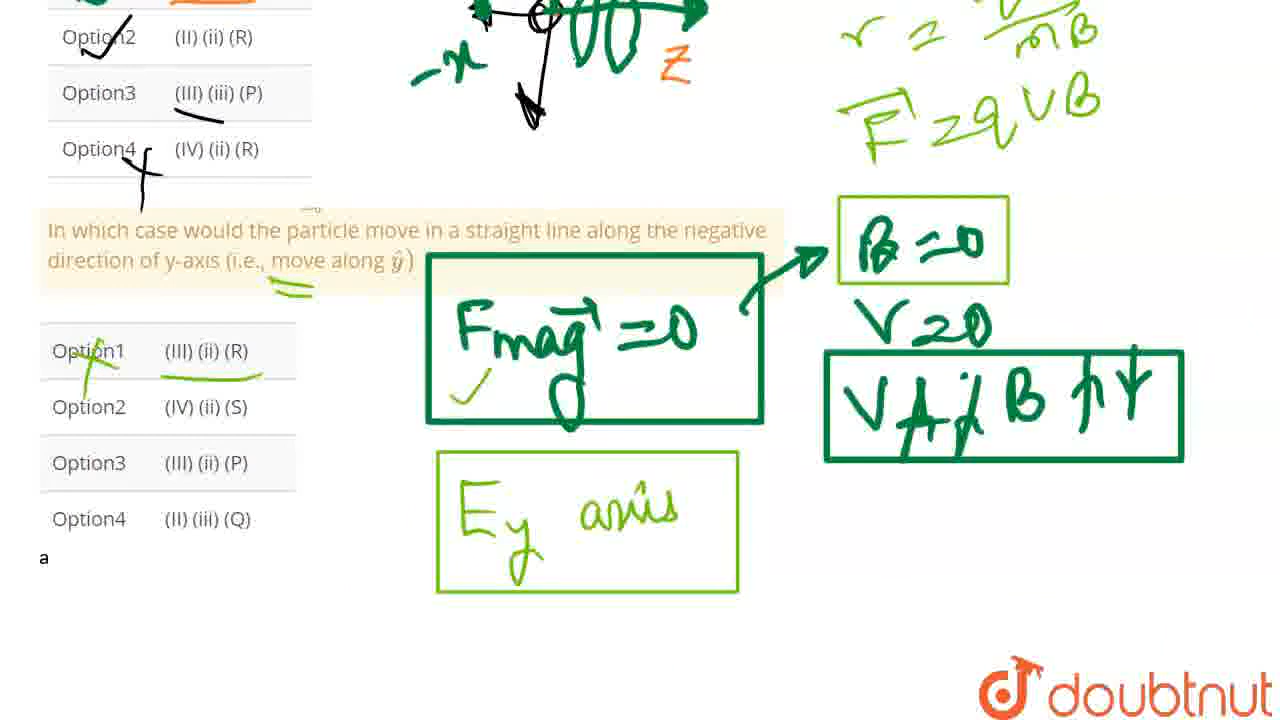 Option2 (II) (ii) (R)
Option3 (III) (iii) (P)
Option4 (IV) (ii) (R)
-x
Z
r = mB
F = qVB
In which case would the particle move in a straight line along the negative
direction of y-axis (i.e., move along ŷ)
Fmag = 0
B = 0
V = 0
V B ↑↓
Option1 (III) (ii) (R)
Option2 (IV) (ii) (S)
Option3 (III) (ii) (P)
Option4 (II) (iii) (Q)
Ey axis
a
doubtnut